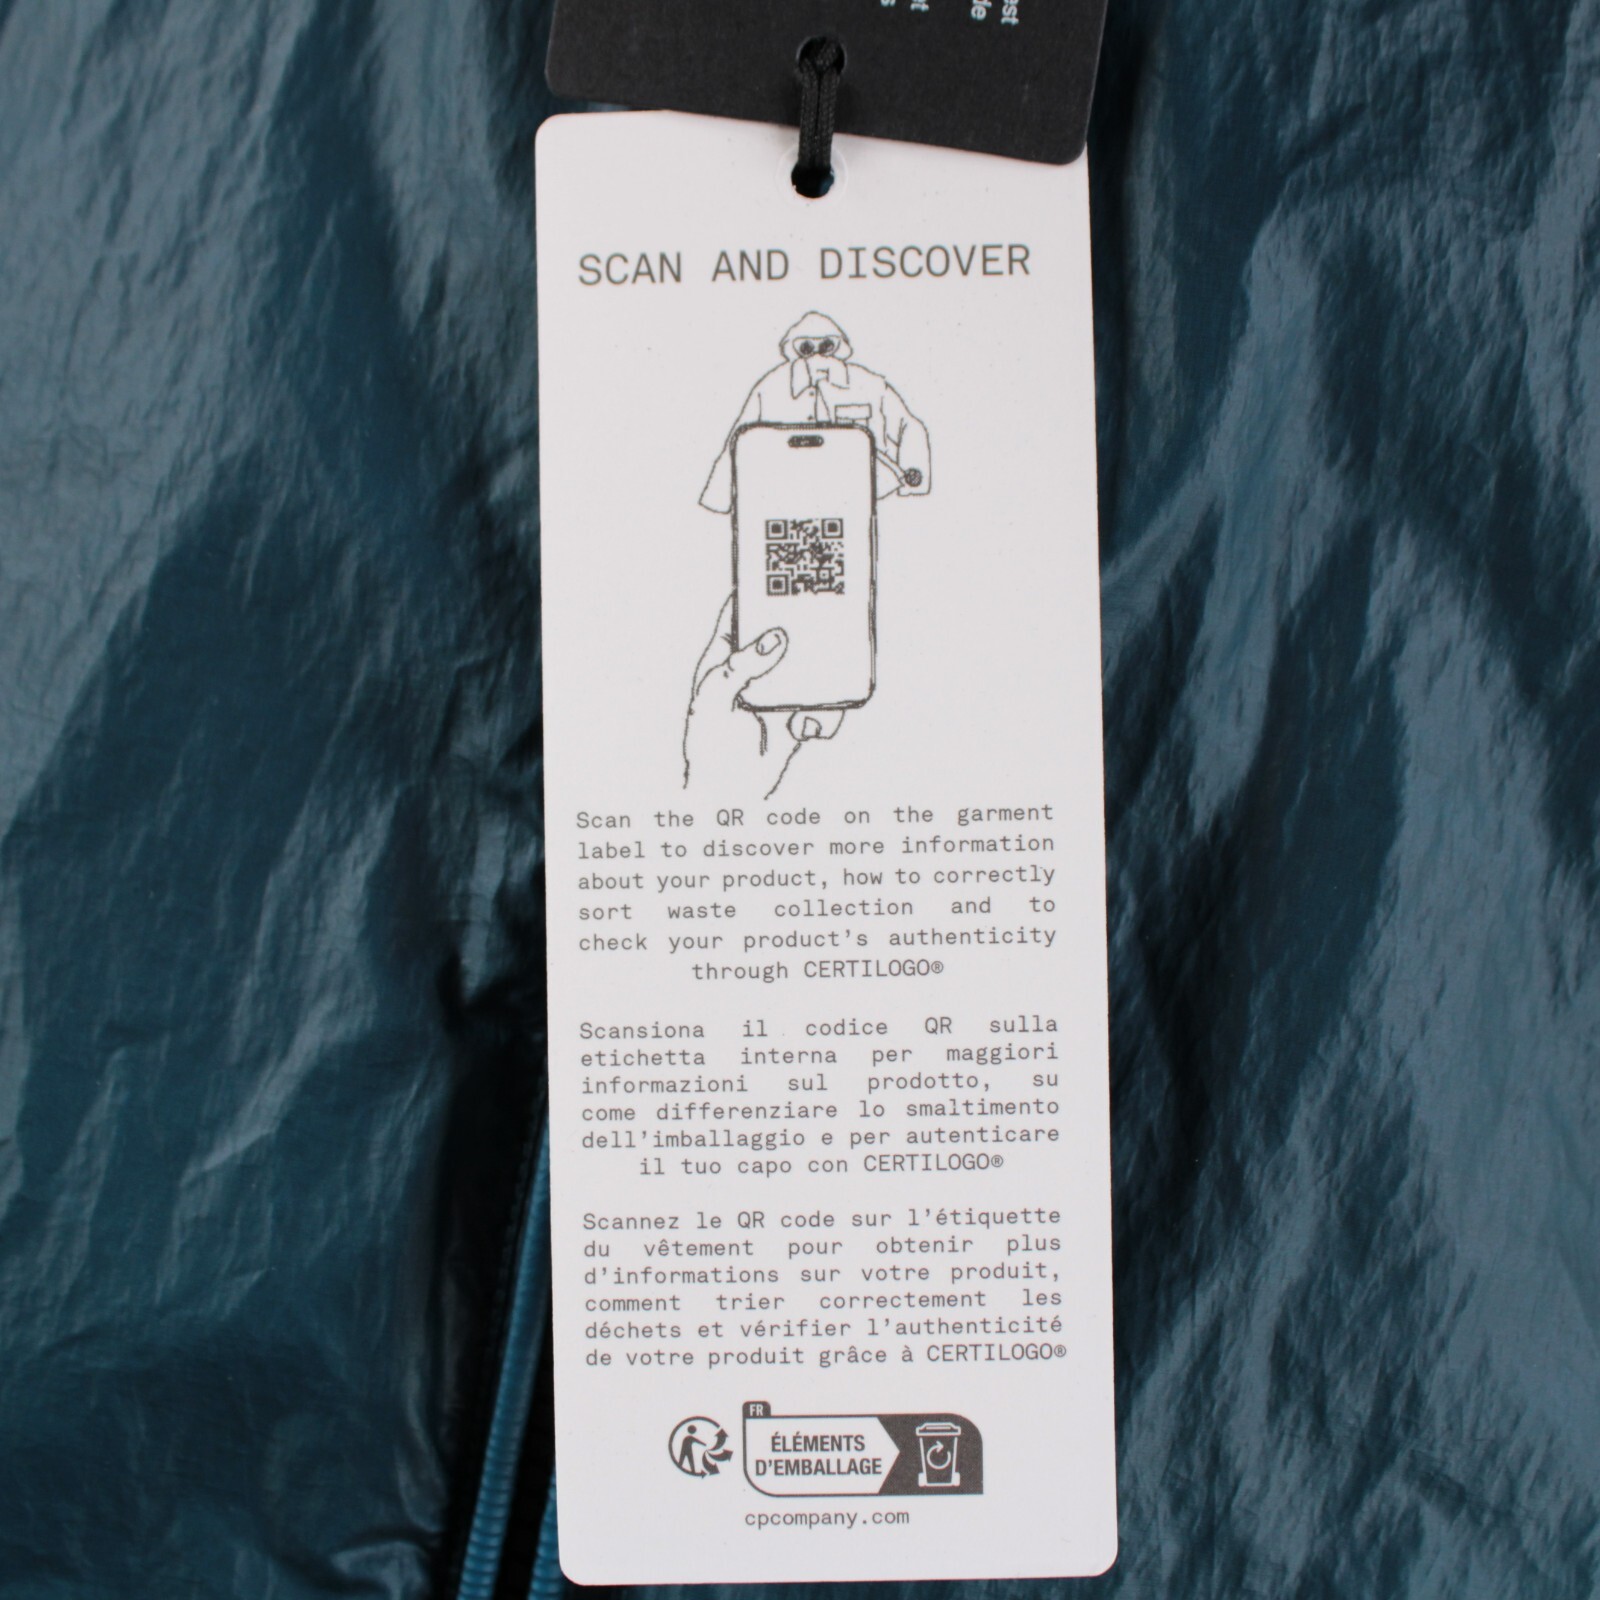 SCAN AND DISCOVER
Scan the QR code on the garment
label to discover more information
about your product, how to correctly
sort waste collection and to
check your product's authenticity
through CERTILOGO®
Scansiona il codice QR sulla
etichetta interna per maggiori
informazioni sul prodotto, su
come differenziare lo smaltimento
dell'imballaggio e per autenticare
il tuo capo con CERTILOGO®
Scannez le QR code sur l'étiquette
du vêtement pour obtenir plus
d'informations sur votre produit,
comment trier correctement les
déchets et vérifier l'authenticité
de votre produit grâce à CERTILOGO®
FR
ÉLÉMENTS
D'EMBALLAGE
cpcompany.com